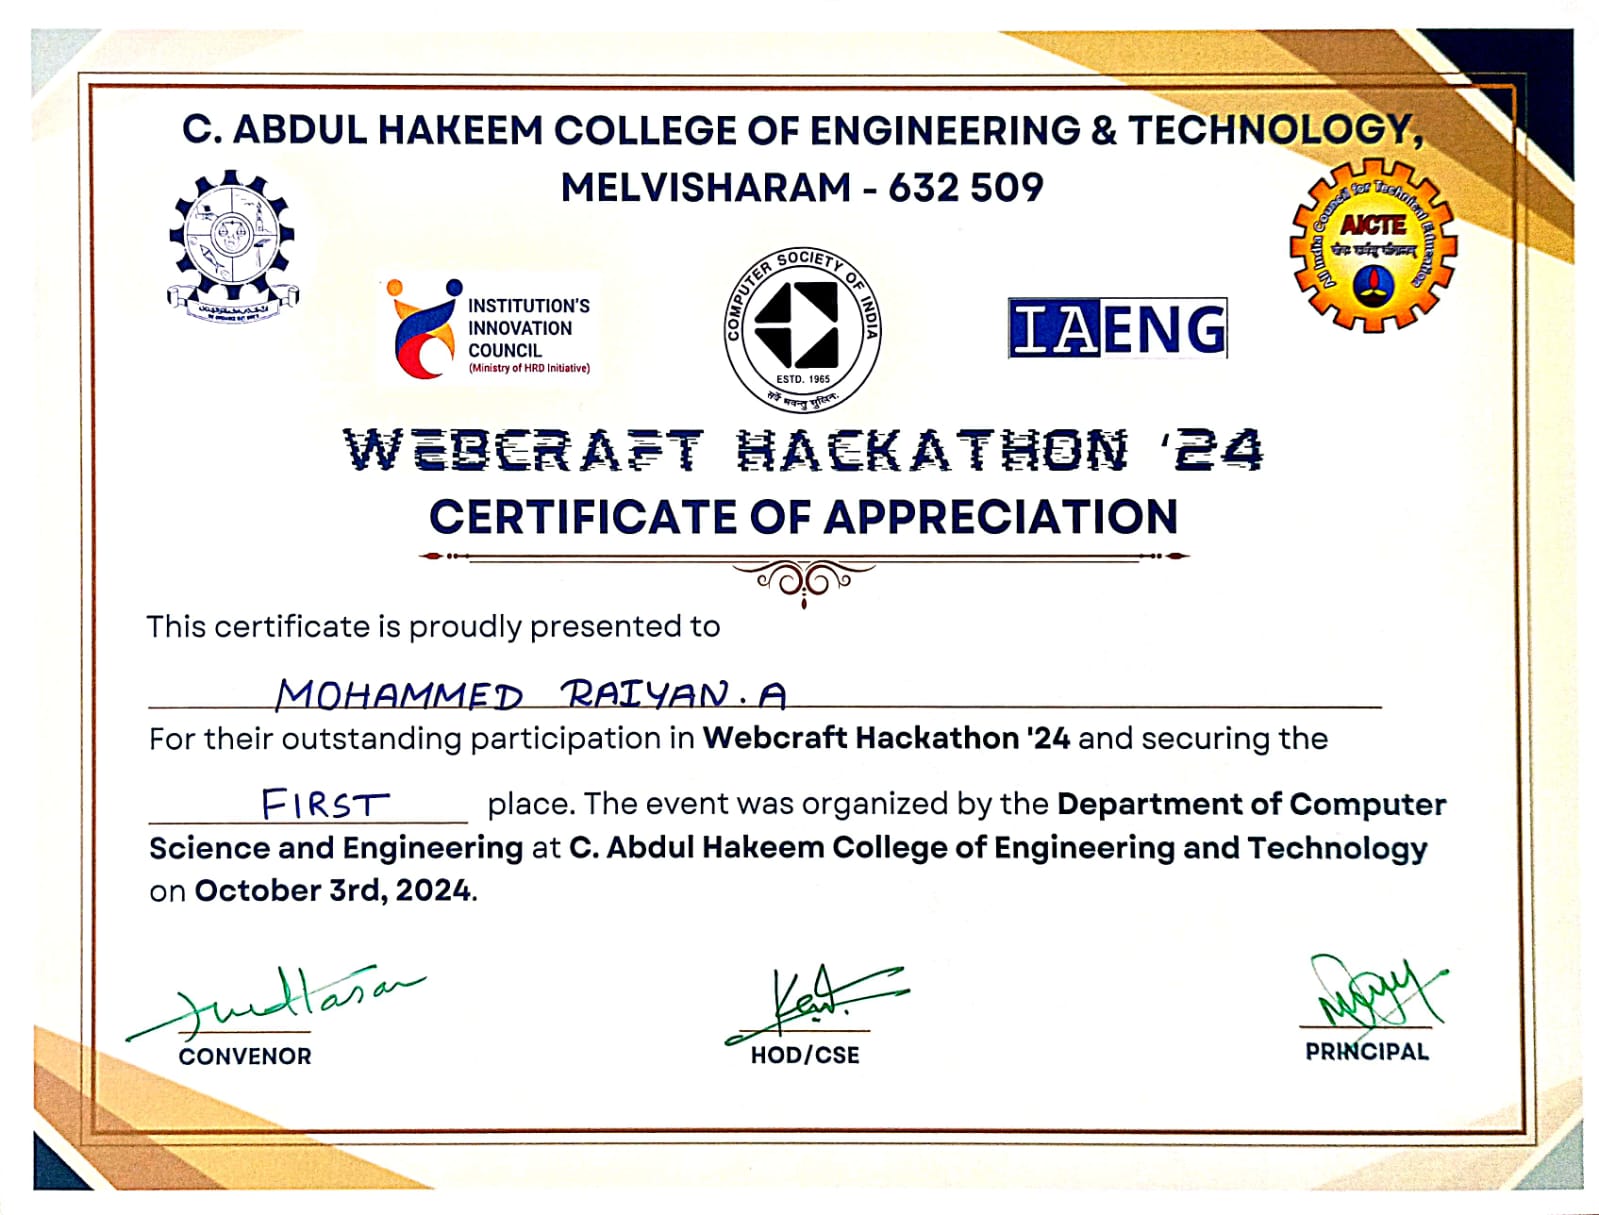 C. ABDUL HAKEEM COLLEGE OF ENGINEERING & TECHNOLOGY,
MELVISHARAM - 632 509
All India Council for Technical Education
AICTE
INSTITUTION'S
INNOVATION
COUNCIL
(Ministry of HRD Initiative)
COMPUTER SOCIETY OF INDIA
ESTD. 1965
IAENG
WEBCRAFT HACKATHON '24
CERTIFICATE OF APPRECIATION
This certificate is proudly presented to
MOHAMMED RAIYAN.A
For their outstanding participation in Webcraft Hackathon '24 and securing the
FIRST place. The event was organized by the Department of Computer
Science and Engineering at C. Abdul Hakeem College of Engineering and Technology
on October 3rd, 2024.
CONVENOR
HOD/CSE
PRINCIPAL